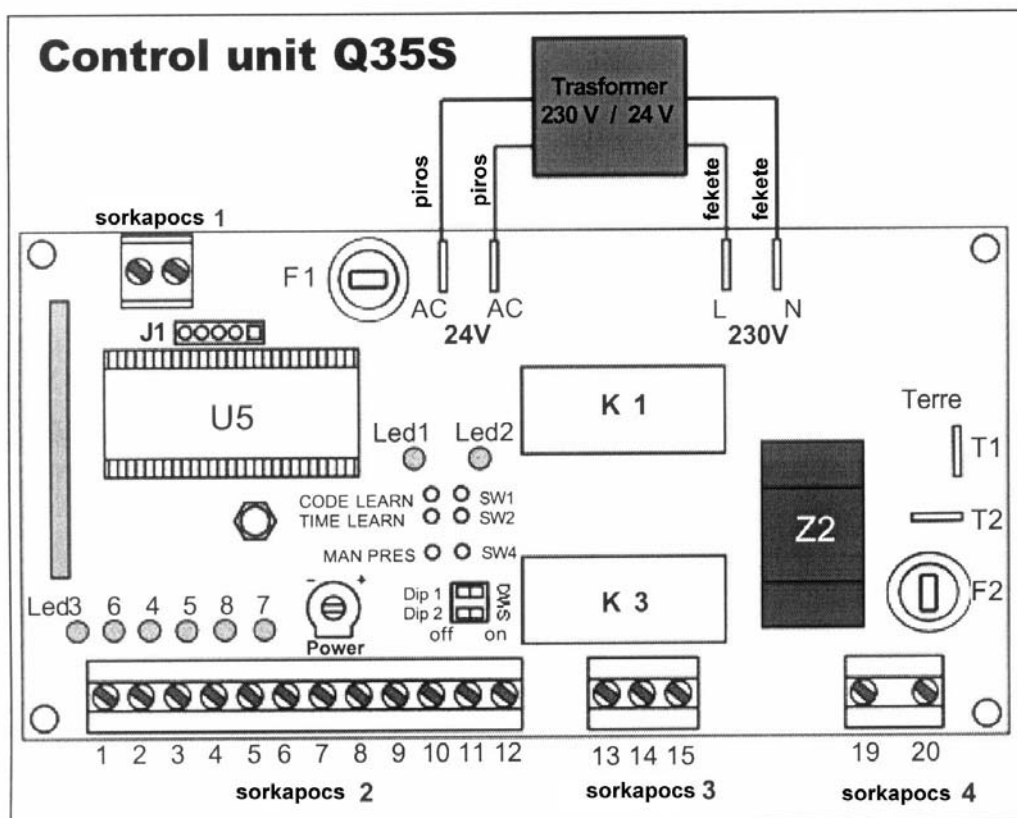 Control unit Q35S
Trasformer
230 V / 24 V
piros
piros
fekete
fekete
sorkapocs 1
F1
AC
AC
24V
L
N
230V
J1
U5
K 1
Terre
Led1
Led2
T1
CODE LEARN
SW1
TIME LEARN
SW2
T2
Z2
MAN PRES
SW4
F2
K 3
Led3 6 4 5 8 7
- +
Power
Dip 1
Dip 2
off on
SWD
1 2 3 4 5 6 7 8 9 10 11 12
13 14 15
19 20
sorkapocs 2
sorkapocs 3
sorkapocs 4